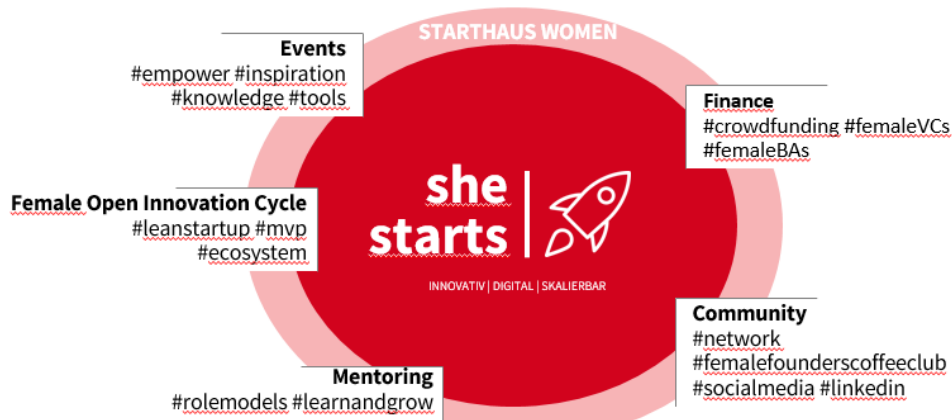 STARTHAUS WOMEN
Events
#empower #inspiration
#knowledge #tools
Finance
#crowdfunding #femaleVCs
#femaleBAs
she
starts
INNOVATIV | DIGITAL | SKALIERBAR
Female Open Innovation Cycle
#leanstartup #mvp
#ecosystem
Community
#network
#femalefounderscoffeeclub
#socialmedia #linkedin
Mentoring
#rolemodels #learnandgrow